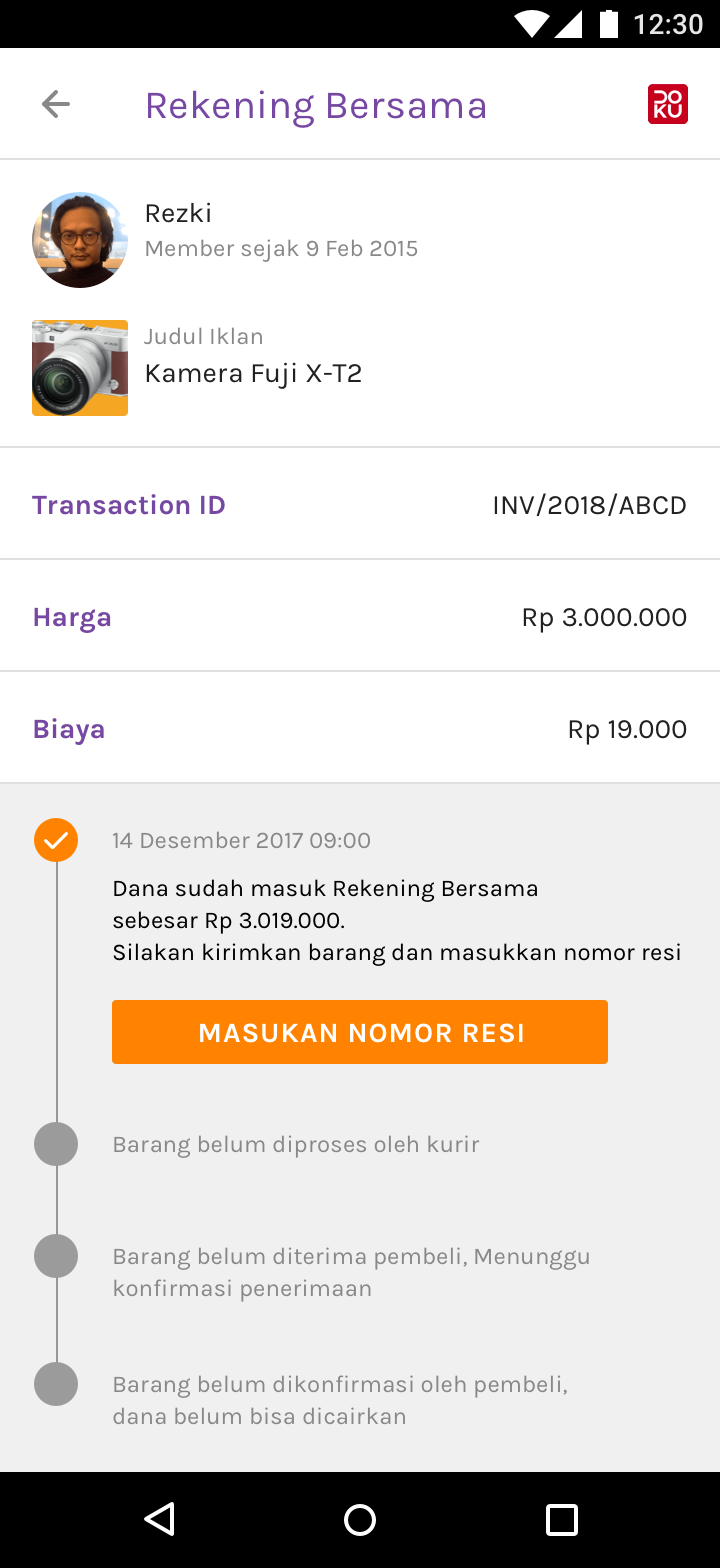 12:30
Rekening Bersama
DOKU
Rezki
Member sejak 9 Feb 2015
Judul Iklan
Kamera Fuji X-T2
Transaction ID
INV/2018/ABCD
Harga
Rp 3.000.000
Biaya
Rp 19.000
14 Desember 2017 09:00
Dana sudah masuk Rekening Bersama
sebesar Rp 3.019.000.
Silakan kirimkan barang dan masukkan nomor resi
MASUKAN NOMOR RESI
Barang belum diproses oleh kurir
Barang belum diterima pembeli, Menunggu
konfirmasi penerimaan
Barang belum dikonfirmasi oleh pembeli,
dana belum bisa dicairkan